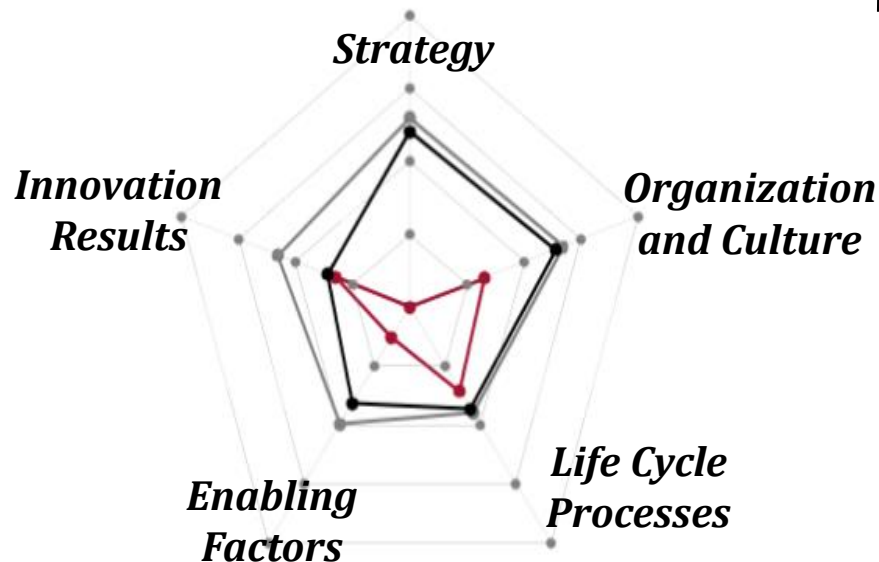 Strategy
Innovation
Results
Organization
and Culture
Life Cycle
Processes
Enabling
Factors